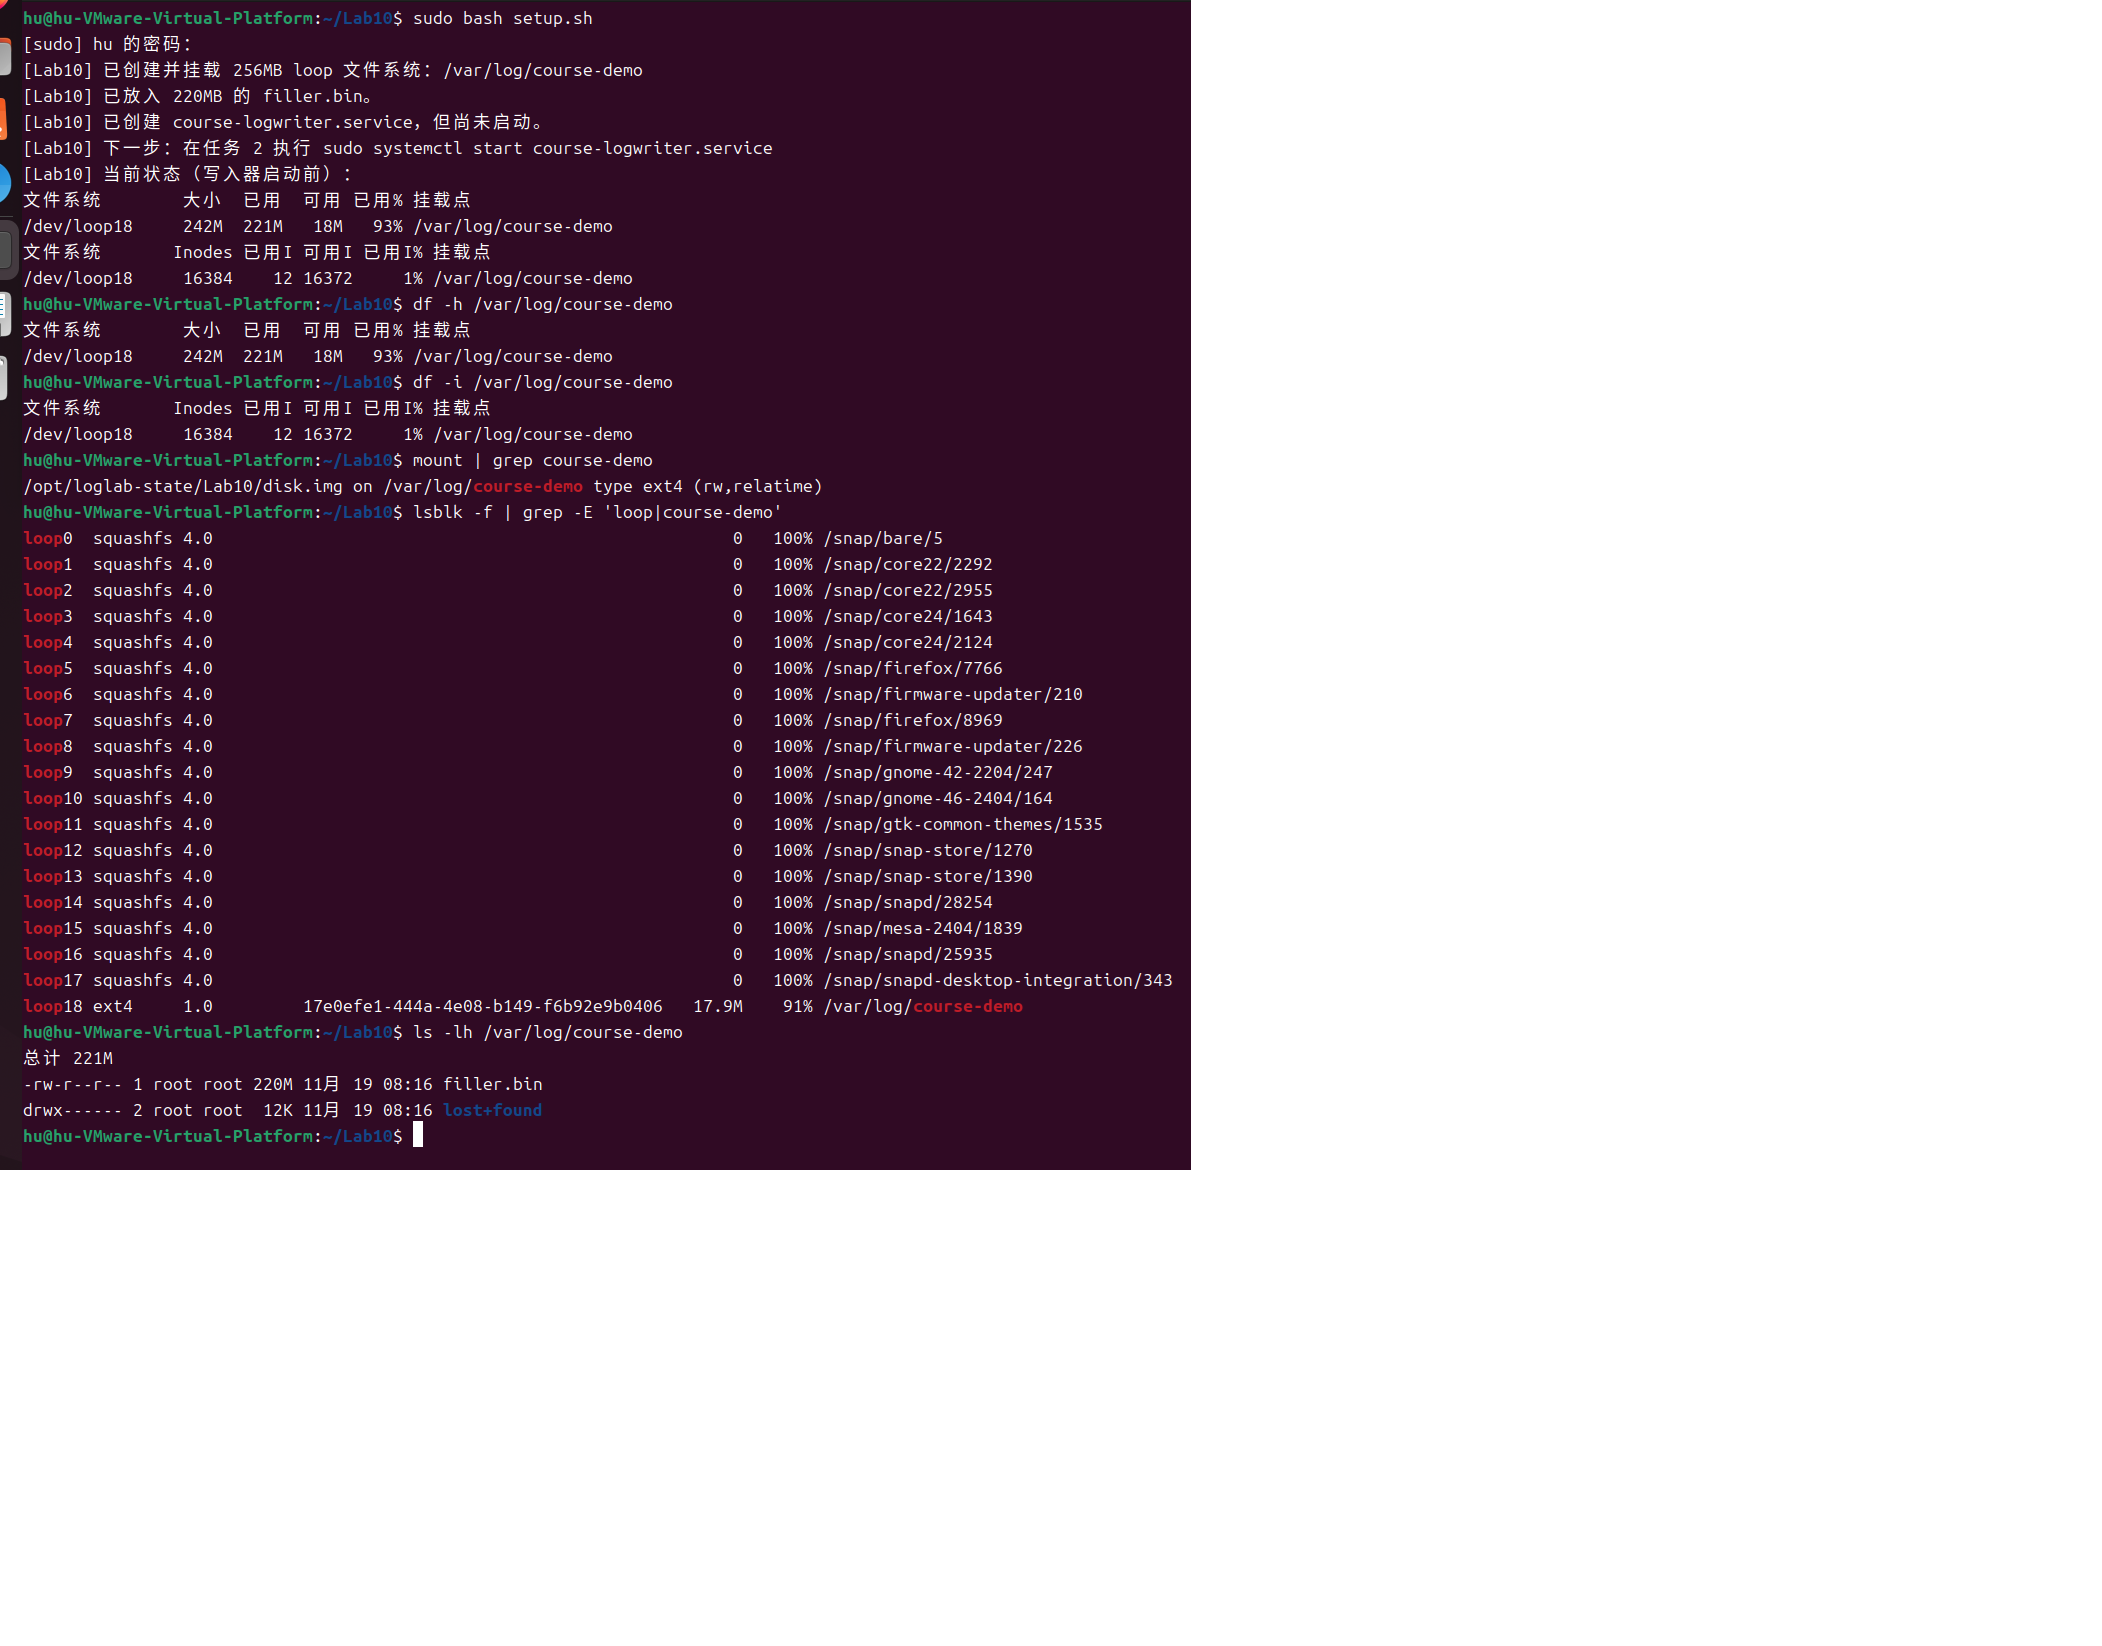 hu@hu-VMware-Virtual-Platform:~/Lab10$ sudo bash setup.sh
[sudo] hu 的密码：
[Lab10] 已创建并挂载 256MB loop 文件系统：/var/log/course-demo
[Lab10] 已放入 220MB 的 filler.bin。
[Lab10] 已创建 course-logwriter.service，但尚未启动。
[Lab10] 下一步：在任务 2 执行 sudo systemctl start course-logwriter.service
[Lab10] 当前状态（写入器启动前）：
文件系统        大小  已用  可用 已用% 挂载点
/dev/loop18     242M  221M   18M   93% /var/log/course-demo
文件系统       Inodes 已用I 可用I 已用I% 挂载点
/dev/loop18     16384    12 16372     1% /var/log/course-demo
hu@hu-VMware-Virtual-Platform:~/Lab10$ df -h /var/log/course-demo
文件系统        大小  已用  可用 已用% 挂载点
/dev/loop18     242M  221M   18M   93% /var/log/course-demo
hu@hu-VMware-Virtual-Platform:~/Lab10$ df -i /var/log/course-demo
文件系统       Inodes 已用I 可用I 已用I% 挂载点
/dev/loop18     16384    12 16372     1% /var/log/course-demo
hu@hu-VMware-Virtual-Platform:~/Lab10$ mount | grep course-demo
/opt/loglab-state/Lab10/disk.img on /var/log/course-demo type ext4 (rw,relatime)
hu@hu-VMware-Virtual-Platform:~/Lab10$ lsblk -f | grep -E 'loop|course-demo'
loop0  squashfs 4.0                                                    0   100% /snap/bare/5
loop1  squashfs 4.0                                                    0   100% /snap/core22/2292
loop2  squashfs 4.0                                                    0   100% /snap/core22/2955
loop3  squashfs 4.0                                                    0   100% /snap/core24/1643
loop4  squashfs 4.0                                                    0   100% /snap/core24/2124
loop5  squashfs 4.0                                                    0   100% /snap/firefox/7766
loop6  squashfs 4.0                                                    0   100% /snap/firmware-updater/210
loop7  squashfs 4.0                                                    0   100% /snap/firefox/8969
loop8  squashfs 4.0                                                    0   100% /snap/firmware-updater/226
loop9  squashfs 4.0                                                    0   100% /snap/gnome-42-2204/247
loop10 squashfs 4.0                                                    0   100% /snap/gnome-46-2404/164
loop11 squashfs 4.0                                                    0   100% /snap/gtk-common-themes/1535
loop12 squashfs 4.0                                                    0   100% /snap/snap-store/1270
loop13 squashfs 4.0                                                    0   100% /snap/snap-store/1390
loop14 squashfs 4.0                                                    0   100% /snap/snapd/28254
loop15 squashfs 4.0                                                    0   100% /snap/mesa-2404/1839
loop16 squashfs 4.0                                                    0   100% /snap/snapd/25935
loop17 squashfs 4.0                                                    0   100% /snap/snapd-desktop-integration/343
loop18 ext4     1.0         17e0efe1-444a-4e08-b149-f6b92e9b0406   17.9M    91% /var/log/course-demo
hu@hu-VMware-Virtual-Platform:~/Lab10$ ls -lh /var/log/course-demo
总计 221M
-rw-r--r-- 1 root root 220M 11月 19 08:16 filler.bin
drwx------ 2 root root  12K 11月 19 08:16 lost+found
hu@hu-VMware-Virtual-Platform:~/Lab10$